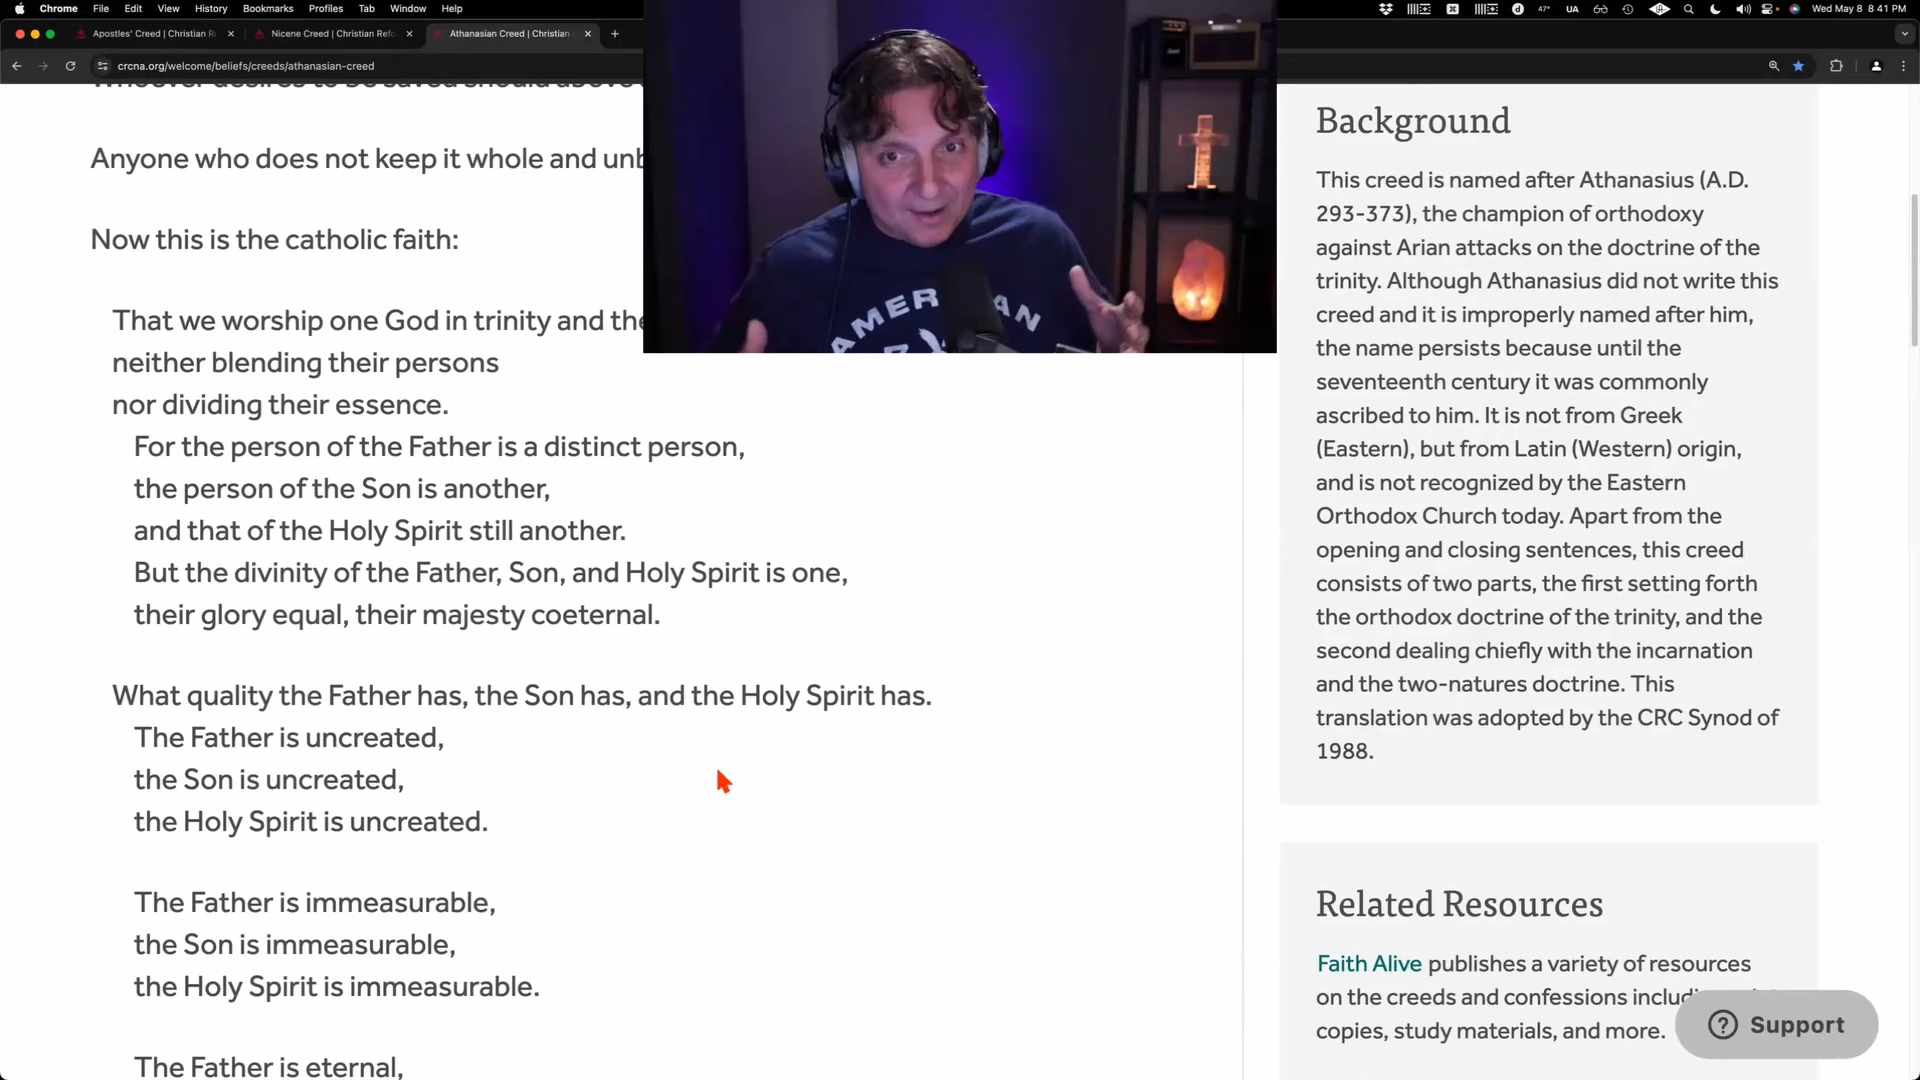 Chrome File Edit View History Bookmarks Profiles Tab Window Help
47° UA Wed May 8 8:41 PM
Apostles' Creed | Christian Re
Nicene Creed | Christian Refo
Athanasian Creed | Christian
crcna.org/welcome/beliefs/creeds/athanasian-creed
Whoever desires to be saved should above
Anyone who does not keep it whole and unb
Now this is the catholic faith:
That we worship one God in trinity and the
neither blending their persons
nor dividing their essence.
For the person of the Father is a distinct person,
the person of the Son is another,
and that of the Holy Spirit still another.
But the divinity of the Father, Son, and Holy Spirit is one,
their glory equal, their majesty coeternal.
What quality the Father has, the Son has, and the Holy Spirit has.
The Father is uncreated,
the Son is uncreated,
the Holy Spirit is uncreated.
The Father is immeasurable,
the Son is immeasurable,
the Holy Spirit is immeasurable.
The Father is eternal,
AMER AN
Background
This creed is named after Athanasius (A.D.
293-373), the champion of orthodoxy
against Arian attacks on the doctrine of the
trinity. Although Athanasius did not write this
creed and it is improperly named after him,
the name persists because until the
seventeenth century it was commonly
ascribed to him. It is not from Greek
(Eastern), but from Latin (Western) origin,
and is not recognized by the Eastern
Orthodox Church today. Apart from the
opening and closing sentences, this creed
consists of two parts, the first setting forth
the orthodox doctrine of the trinity, and the
second dealing chiefly with the incarnation
and the two-natures doctrine. This
translation was adopted by the CRC Synod of
1988.
Related Resources
Faith Alive publishes a variety of resources
on the creeds and confessions includi
copies, study materials, and more.
Support